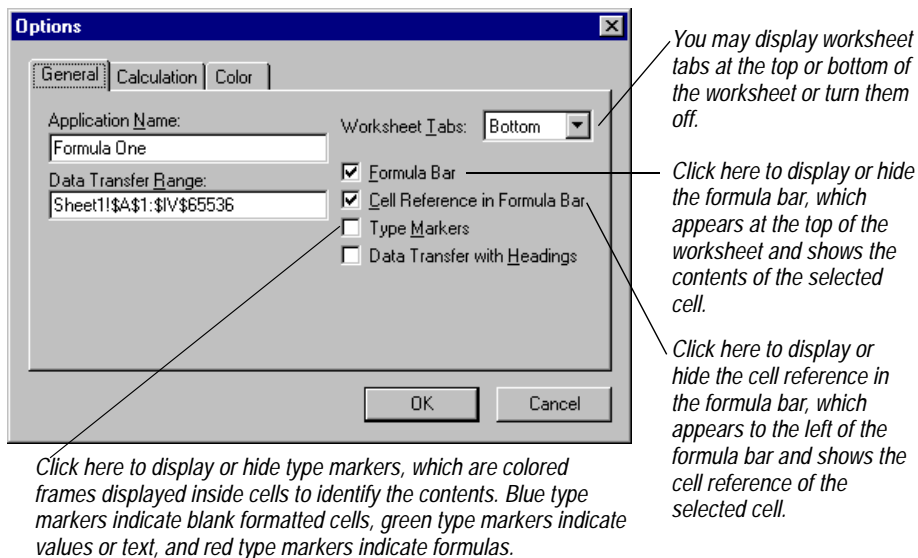 Options
General Calculation Color
Application Name:
Formula One
Data Transfer Range:
Sheet1!$A$1:$IV$65536
Worksheet Tabs: Bottom
Formula Bar
Cell Reference in Formula Bar
Type Markers
Data Transfer with Headings
OK Cancel
You may display worksheet
tabs at the top or bottom of
the worksheet or turn them
off.
Click here to display or hide
the formula bar, which
appears at the top of the
worksheet and shows the
contents of the selected
cell.
Click here to display or
hide the cell reference in
the formula bar, which
appears to the left of the
formula bar and shows the
cell reference of the
selected cell.
Click here to display or hide type markers, which are colored
frames displayed inside cells to identify the contents. Blue type
markers indicate blank formatted cells, green type markers indicate
values or text, and red type markers indicate formulas.